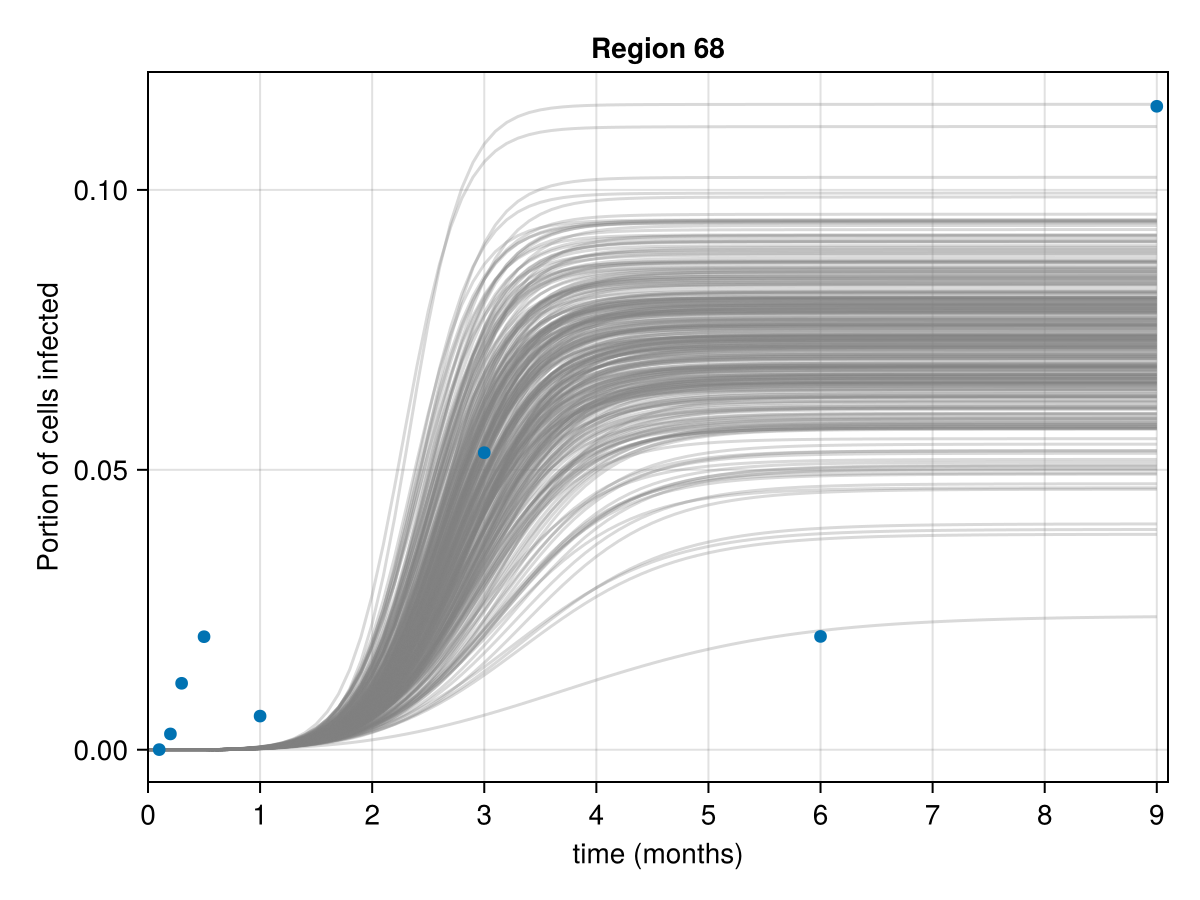 Region 68
Portion of cells infected
0.10
0.05
0.00
0 1 2 3 4 5 6 7 8 9
time (months)